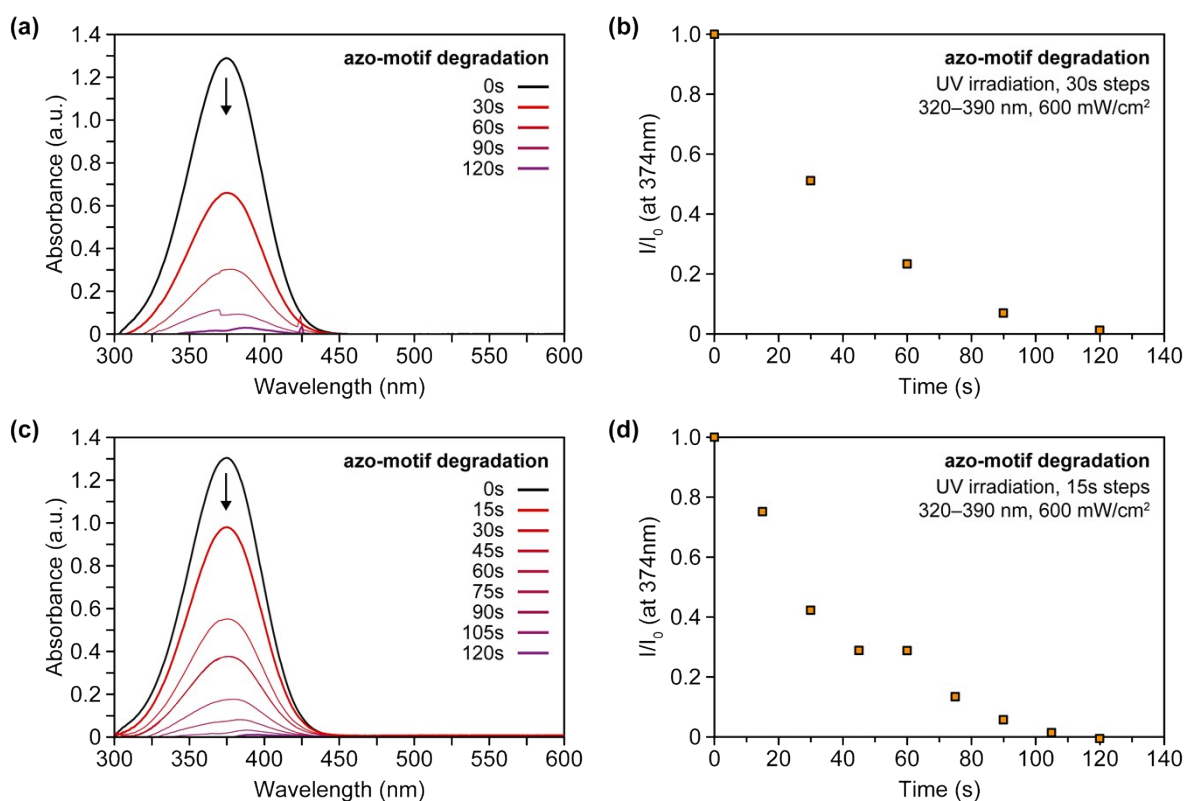 (a)
1.4
1.2
1.0
0.8
0.6
0.4
0.2
0
Absorbance (a.u.)
azo-motif degradation
0s
30s
60s
90s
120s
300 350 400 450 500 550 600
Wavelength (nm)
(b)
1.0
0.8
0.6
0.4
0.2
0
I/I0 (at 374nm)
azo-motif degradation
UV irradiation, 30s steps
320–390 nm, 600 mW/cm²
0 20 40 60 80 100 120 140
Time (s)
(c)
1.4
1.2
1.0
0.8
0.6
0.4
0.2
0
Absorbance (a.u.)
azo-motif degradation
0s
15s
30s
45s
60s
75s
90s
105s
120s
300 350 400 450 500 550 600
Wavelength (nm)
(d)
1.0
0.8
0.6
0.4
0.2
0
I/I0 (at 374nm)
azo-motif degradation
UV irradiation, 15s steps
320–390 nm, 600 mW/cm²
0 20 40 60 80 100 120 140
Time (s)